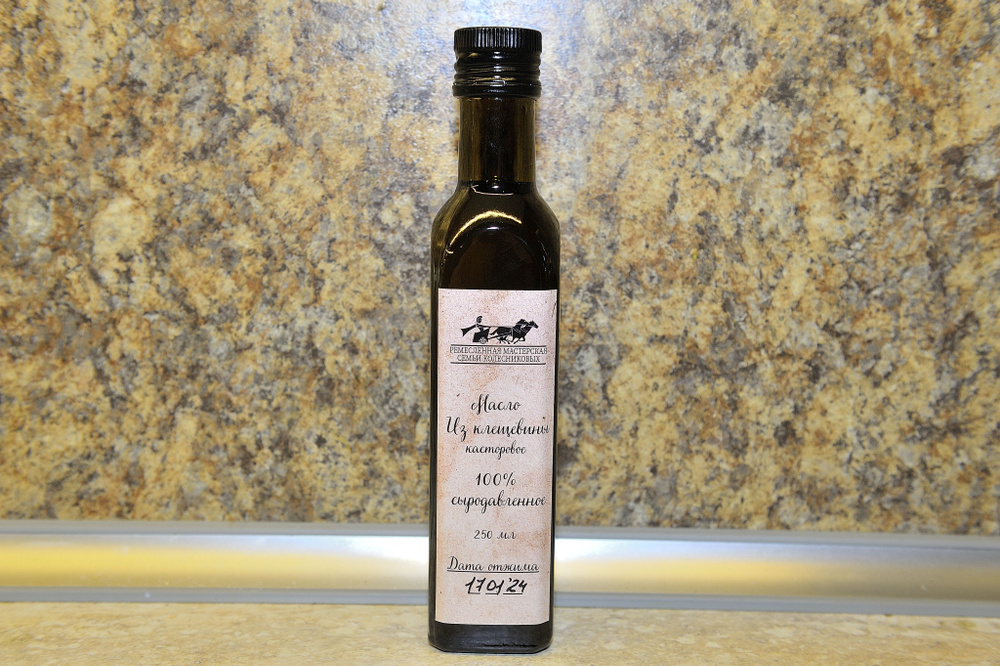 РЕМЕСЛЕННАЯ МАСТЕРСКАЯ
СЕМЬИ КОЛЕСНИКОВЫХ
Масло
Из клещевины
касторовое
100%
сыродавленное
250 мл
Дата отжима
17 01 '24